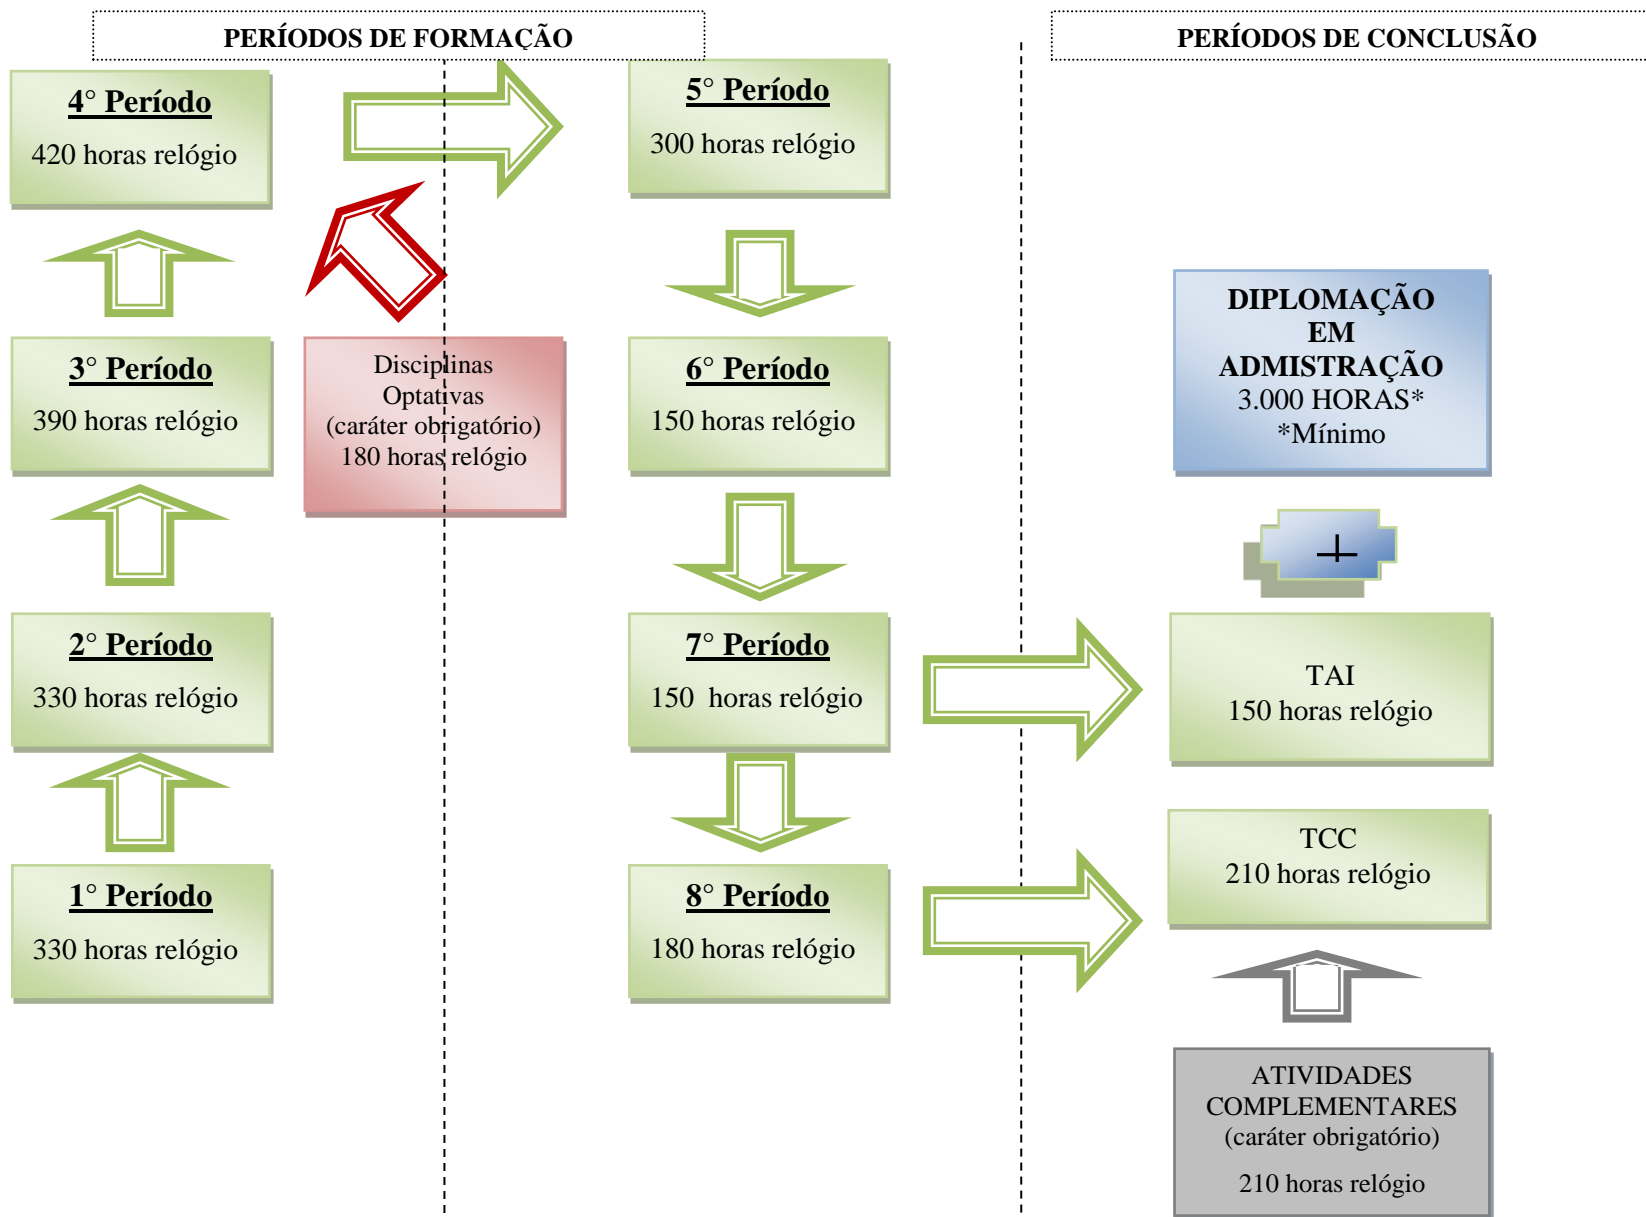 PERÍODOS DE FORMAÇÃO
PERÍODOS DE CONCLUSÃO
4° Período
420 horas relógio
5° Período
300 horas relógio
3° Período
390 horas relógio
Disciplinas
Optativas
(caráter obrigatório)
180 horas relógio
6° Período
150 horas relógio
DIPLOMAÇÃO
EM
ADMISTRAÇÃO
3.000 HORAS*
*Mínimo
+
2° Período
330 horas relógio
7° Período
150  horas relógio
TAI
150 horas relógio
1° Período
330 horas relógio
8° Período
180 horas relógio
TCC
210 horas relógio
ATIVIDADES
COMPLEMENTARES
(caráter obrigatório)
210 horas relógio